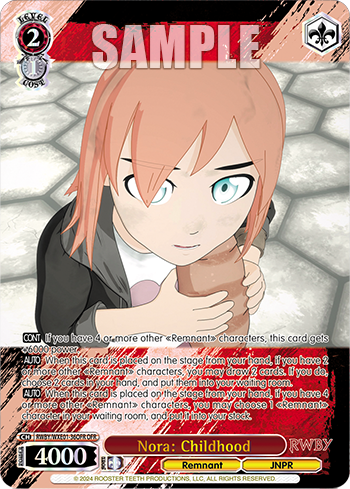 LEVEL
2
SAMPLE
1
COST
CONT If you have 4 or more other «Remnant» characters, this card gets
+6000 power.
AUTO When this card is placed on the stage from your hand, if you have 2
or more other «Remnant» characters, you may draw 2 cards. If you do,
choose 2 cards in your hand, and put them into your waiting room.
AUTO When this card is placed on the stage from your hand, if you have 4
or more other «Remnant» characters, you may choose 1 «Remnant»
character in your waiting room, and put it into your stock.
RWBY/WXE01-36OFR OFR
Nora: Childhood
RWBY
POWER
4000
Remnant
JNPR
© 2024 ROOSTER TEETH PRODUCTIONS, LLC, ALL RIGHTS RESERVED.